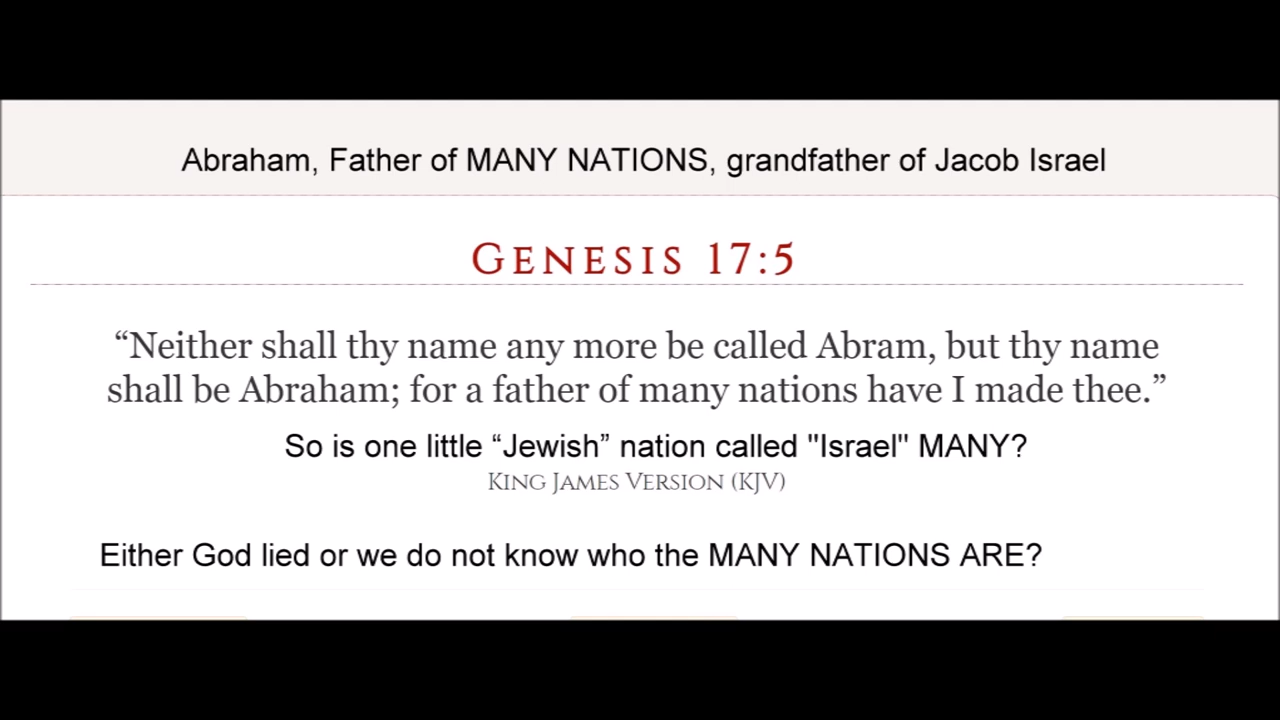 Abraham, Father of MANY NATIONS, grandfather of Jacob Israel
GENESIS 17:5
“Neither shall thy name any more be called Abram, but thy name
shall be Abraham; for a father of many nations have I made thee.”
So is one little “Jewish” nation called "Israel" MANY?
KING JAMES VERSION (KJV)
Either God lied or we do not know who the MANY NATIONS ARE?